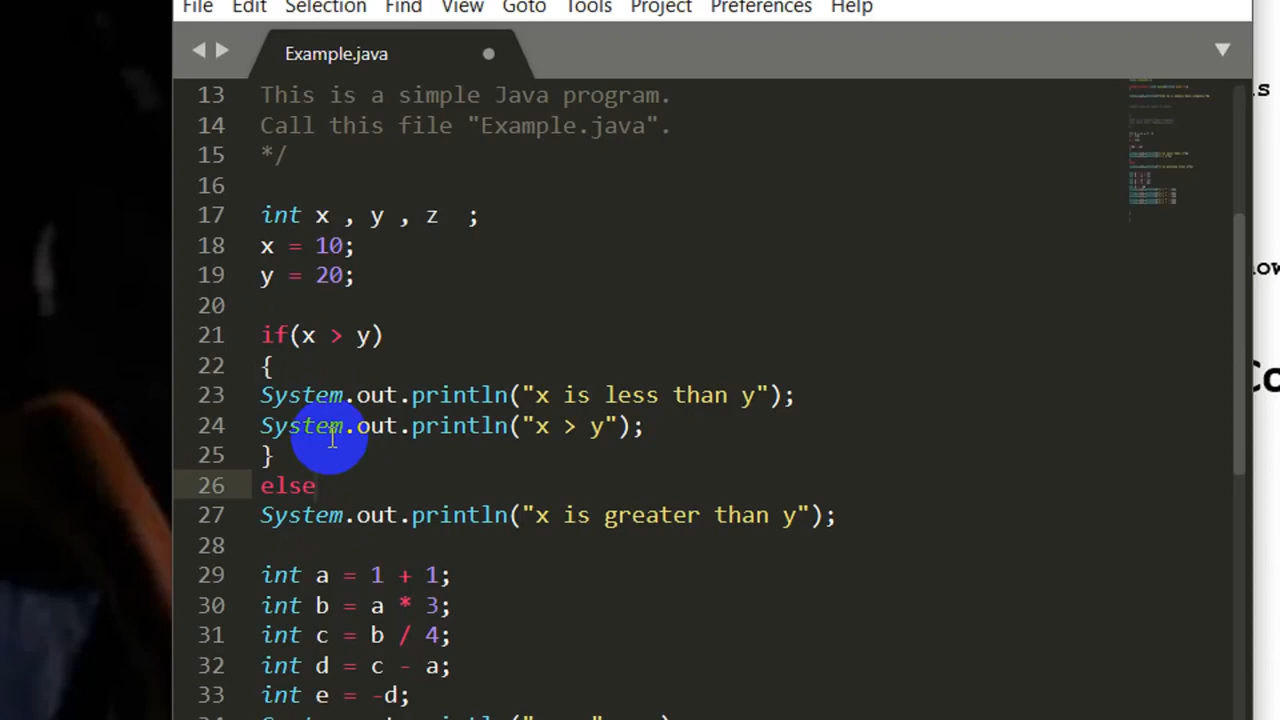 File Edit Selection Find View Goto Tools Project Preferences Help
Example.java
13 This is a simple Java program.
14 Call this file "Example.java".
15 */
16
17 int x , y , z  ;
18 x = 10;
19 y = 20;
20
21 if(x > y)
22 {
23 System.out.println("x is less than y");
24 System.out.println("x > y");
25 }
26 else
27 System.out.println("x is greater than y");
28
29 int a = 1 + 1;
30 int b = a * 3;
31 int c = b / 4;
32 int d = c - a;
33 int e = -d;